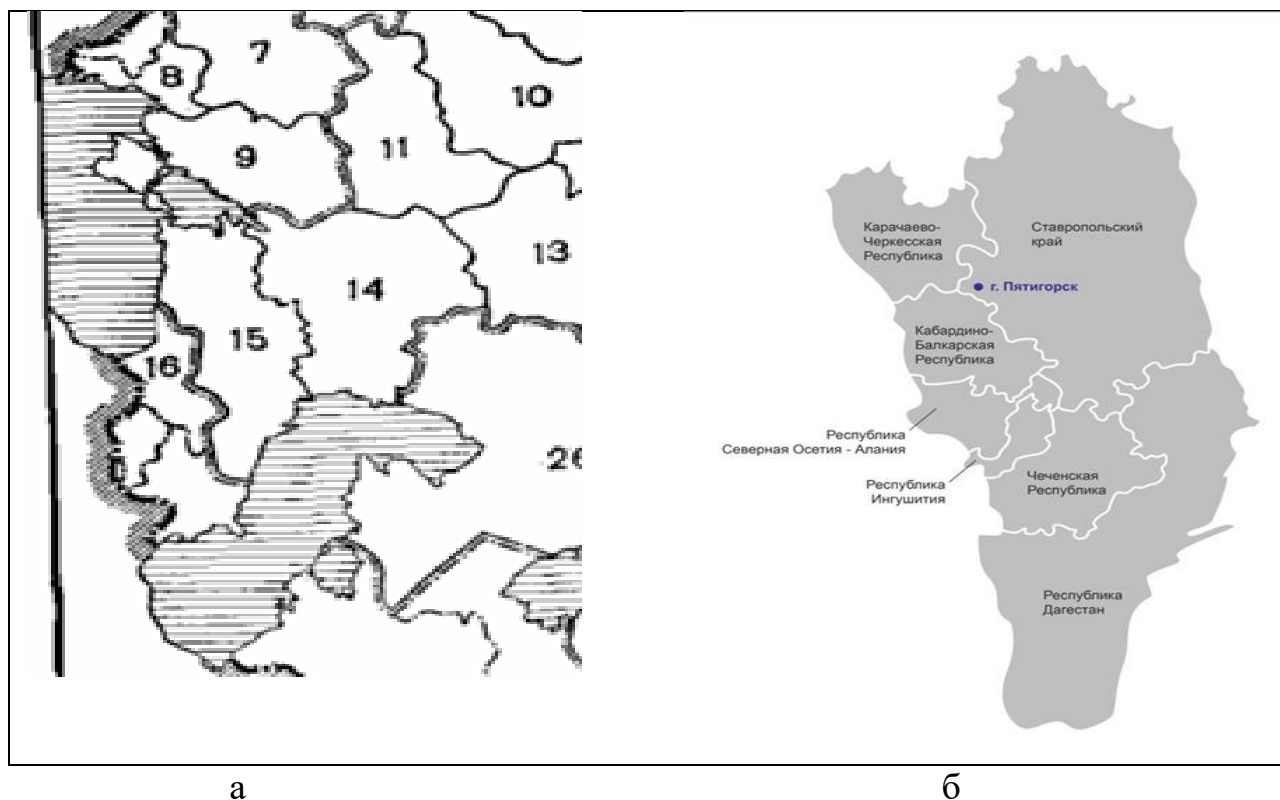 7
8
10
9
11
13
14
15
16
26
Карачаево-
Черкесская
Республика
Ставропольский
край
г. Пятигорск
Кабардино-
Балкарская
Республика
Республика
Северная Осетия - Алания
Республика
Ингушития
Чеченская
Республика
Республика
Дагестан
а
б